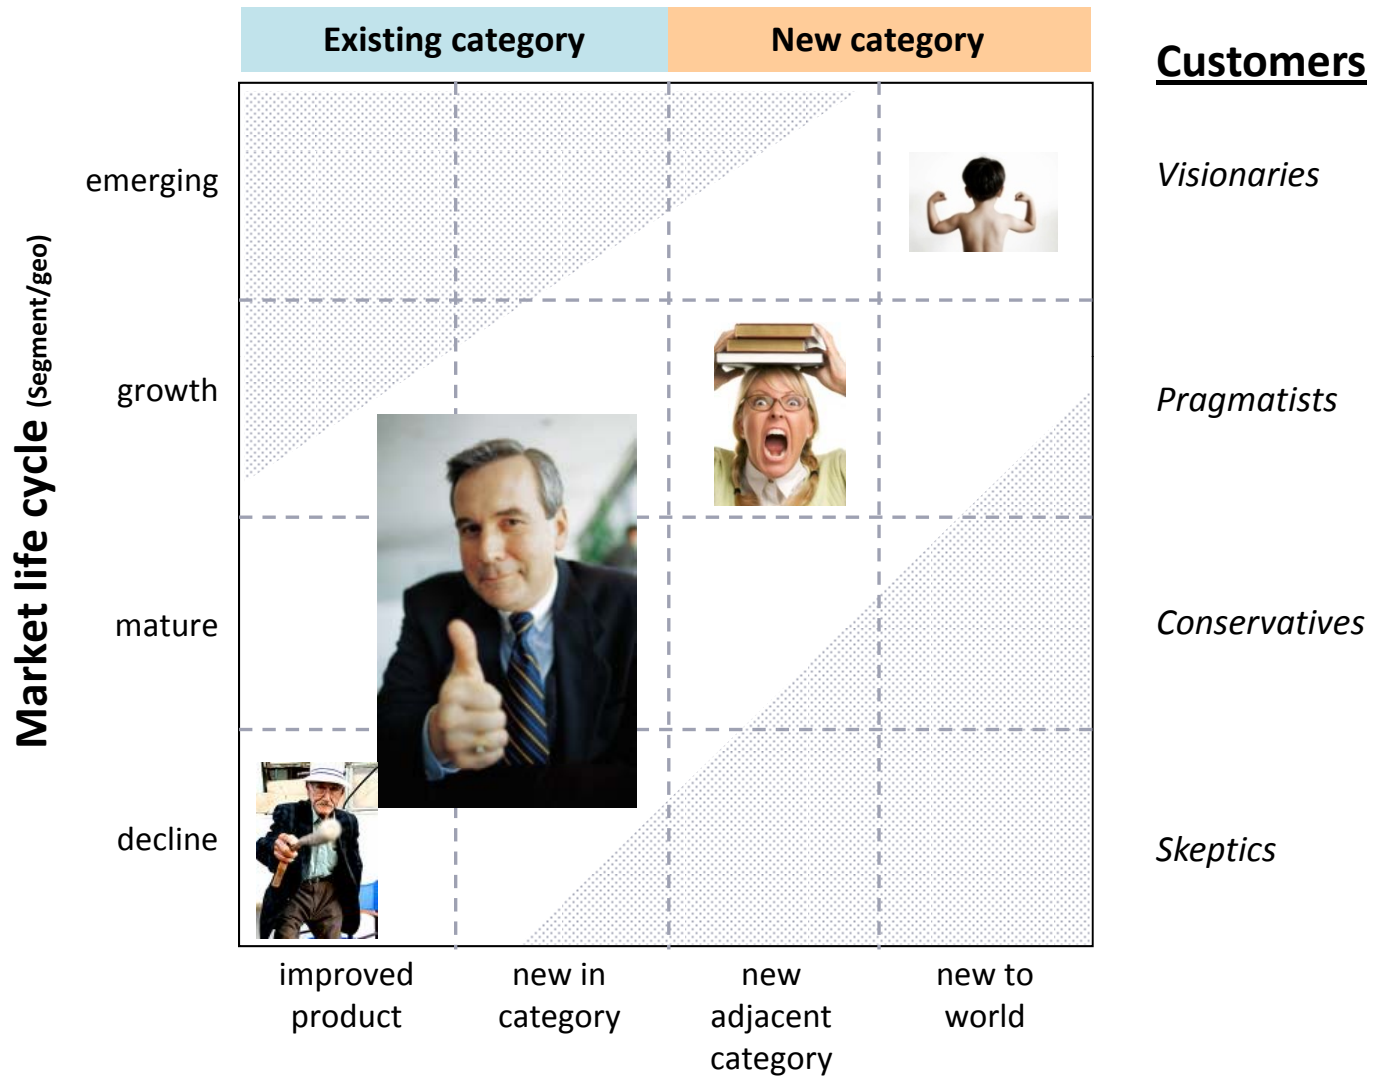 Existing category
New category
Customers
emerging
Visionaries
Market life cycle (Segment/geo)
growth
Pragmatists
mature
Conservatives
decline
Skeptics
improved
product
new in
category
new
adjacent
category
new to
world